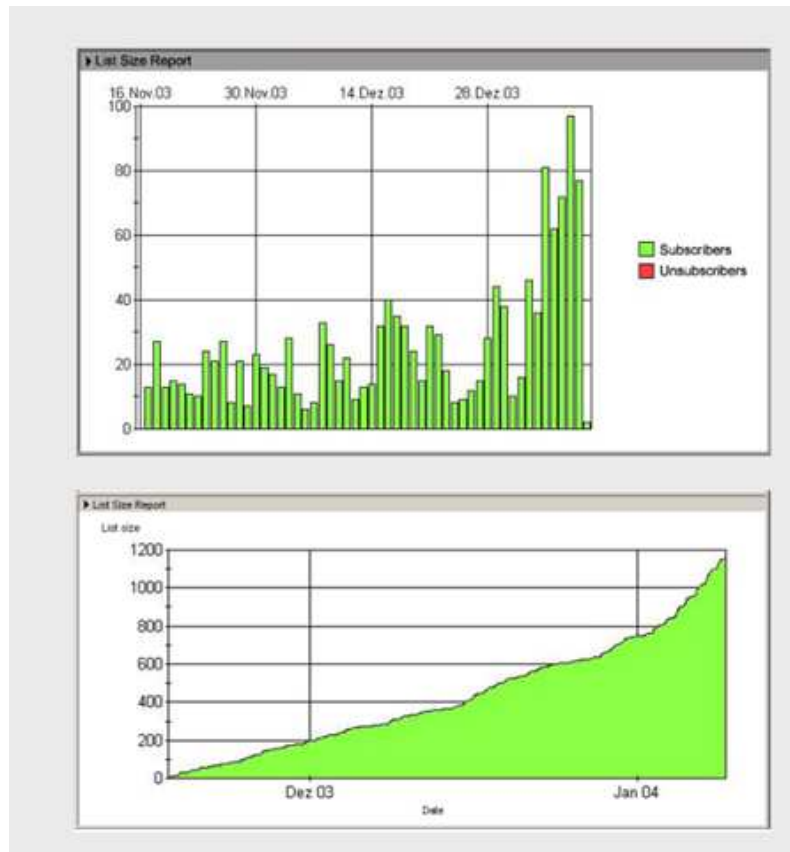 List Size Report
16.Nov.03 30.Nov.03 14.Dez.03 28.Dez.03
100
80
60
40
20
0
Subscribers
Unsubscribers
List Size Report
List size
1200
1000
800
600
400
200
0
Dez 03 Jan 04
Date